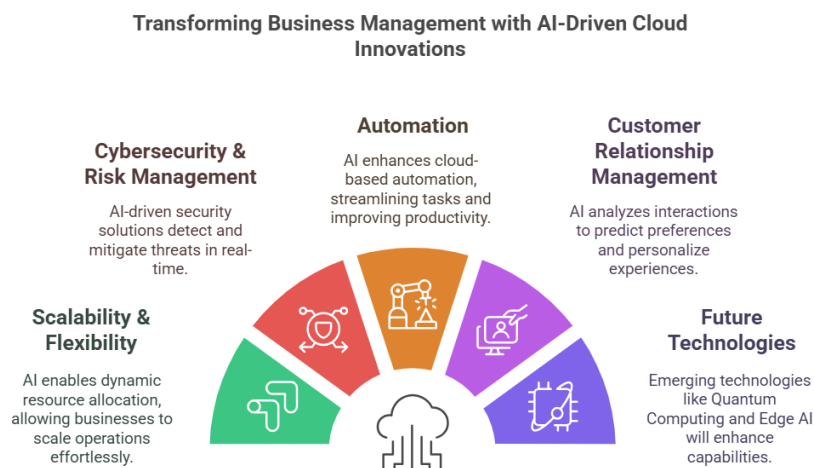 Transforming Business Management with AI-Driven Cloud
Innovations
Automation
AI enhances cloud-
based automation,
streamlining tasks and
improving productivity.
Cybersecurity &
Risk Management
AI-driven security
solutions detect and
mitigate threats in real-
time.
Customer
Relationship
Management
AI analyzes interactions
to predict preferences
and personalize
experiences.
Scalability &
Flexibility
AI enables dynamic
resource allocation,
allowing businesses to
scale operations
effortlessly.
Future
Technologies
Emerging technologies
like Quantum
Computing and Edge AI
will enhance
capabilities.